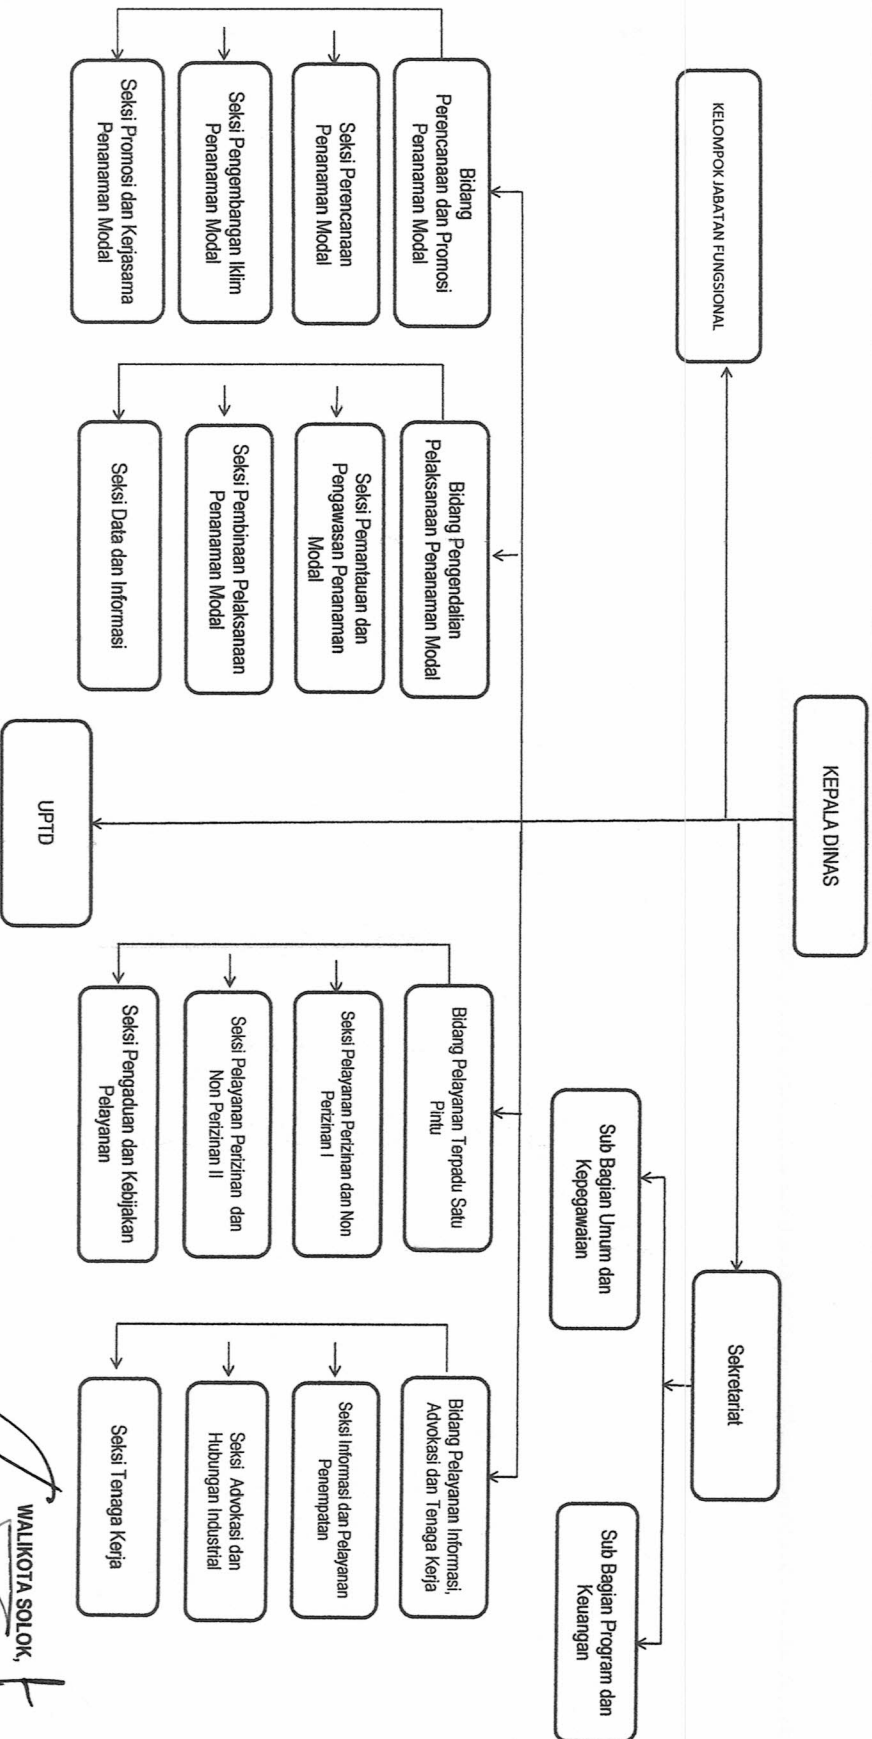 KEPALA DINAS
KELOMPOK JABATAN FUNGSIONAL
Sekretariat
Sub Bagian Umum dan
Kepegawaian
Sub Bagian Program dan
Keuangan
Bidang
Perencanaan dan Promosi
Penanaman Modal
Seksi Perencanaan
Penanaman Modal
Seksi Pengembangan Iklim
Penanaman Modal
Seksi Promosi dan Kerjasama
Penanaman Modal
Bidang Pengendalian
Pelaksanaan Penanaman Modal
Seksi Pemantauan dan
Pengawasan Penanaman
Modal
Seksi Pembinaan Pelaksanaan
Penanaman Modal
Seksi Data dan Informasi
Bidang Pelayanan Terpadu Satu
Pintu
Seksi Pelayanan Perizinan dan Non
Perizinan I
Seksi Pelayanan Perizinan dan
Non Perizinan II
Seksi Pengaduan dan Kebijakan
Pelayanan
Bidang Pelayanan Informasi,
Advokasi dan Tenaga Kerja
Seksi Informasi dan Pelayanan
Penempatan
Seksi Advokasi dan
Hubungan Industrial
Seksi Tenaga Kerja
UPTD
WALIKOTA SOLOK,